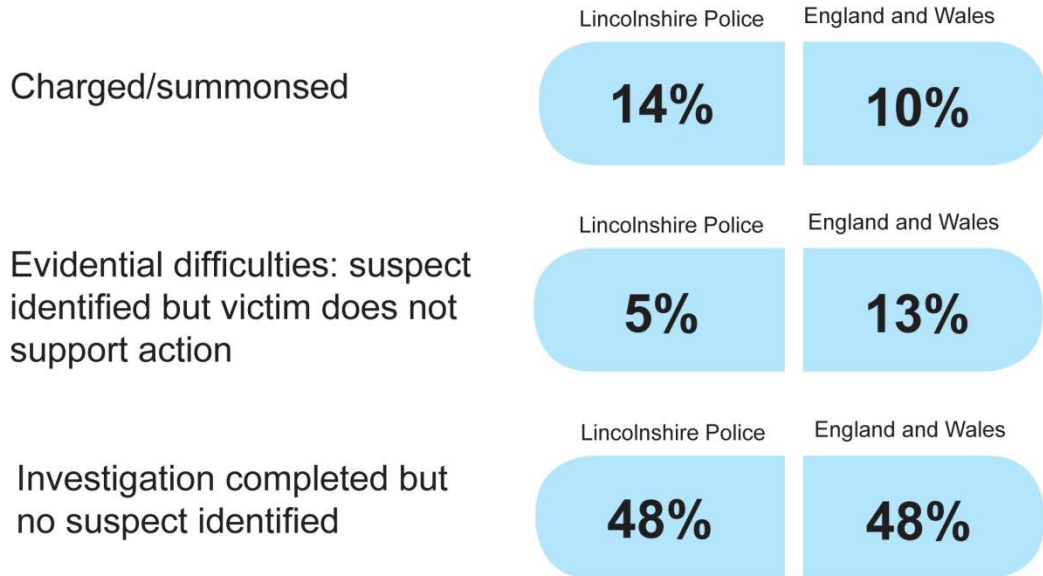 Lincolnshire Police England and Wales
Charged/summonsed 14% 10%
Lincolnshire Police England and Wales
Evidential difficulties: suspect
identified but victim does not
support action
5% 13%
Lincolnshire Police England and Wales
Investigation completed but
no suspect identified
48% 48%